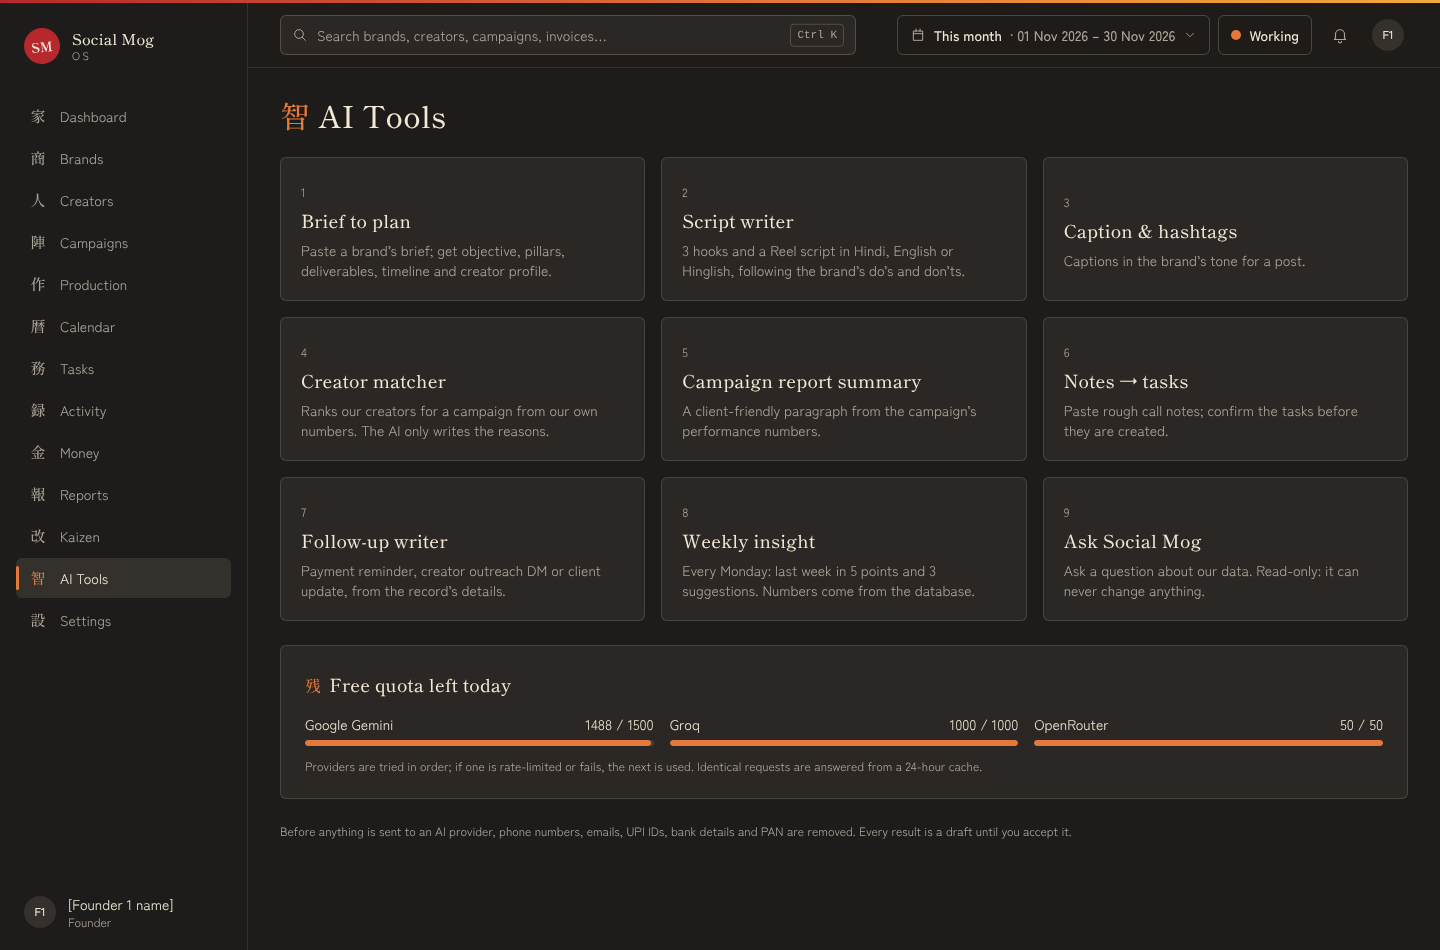 SM
Social Mog
OS
家 Dashboard
商 Brands
人 Creators
陣 Campaigns
作 Production
暦 Calendar
務 Tasks
録 Activity
金 Money
報 Reports
改 Kaizen
智 AI Tools
設 Settings
F1
[Founder 1 name]
Founder
Search brands, creators, campaigns, invoices...
Ctrl K
This month · 01 Nov 2026 – 30 Nov 2026
Working
F1
智 AI Tools
1
Brief to plan
Paste a brand's brief; get objective, pillars,
deliverables, timeline and creator profile.
2
Script writer
3 hooks and a Reel script in Hindi, English or
Hinglish, following the brand's do's and don'ts.
3
Caption & hashtags
Captions in the brand's tone for a post.
4
Creator matcher
Ranks our creators for a campaign from our own
numbers. The AI only writes the reasons.
5
Campaign report summary
A client-friendly paragraph from the campaign's
performance numbers.
6
Notes → tasks
Paste rough call notes; confirm the tasks before
they are created.
7
Follow-up writer
Payment reminder, creator outreach DM or client
update, from the record's details.
8
Weekly insight
Every Monday: last week in 5 points and 3
suggestions. Numbers come from the database.
9
Ask Social Mog
Ask a question about our data. Read-only: it can
never change anything.
残 Free quota left today
Google Gemini 1488 / 1500
Groq 1000 / 1000
OpenRouter 50 / 50
Providers are tried in order; if one is rate-limited or fails, the next is used. Identical requests are answered from a 24-hour cache.
Before anything is sent to an AI provider, phone numbers, emails, UPI IDs, bank details and PAN are removed. Every result is a draft until you accept it.